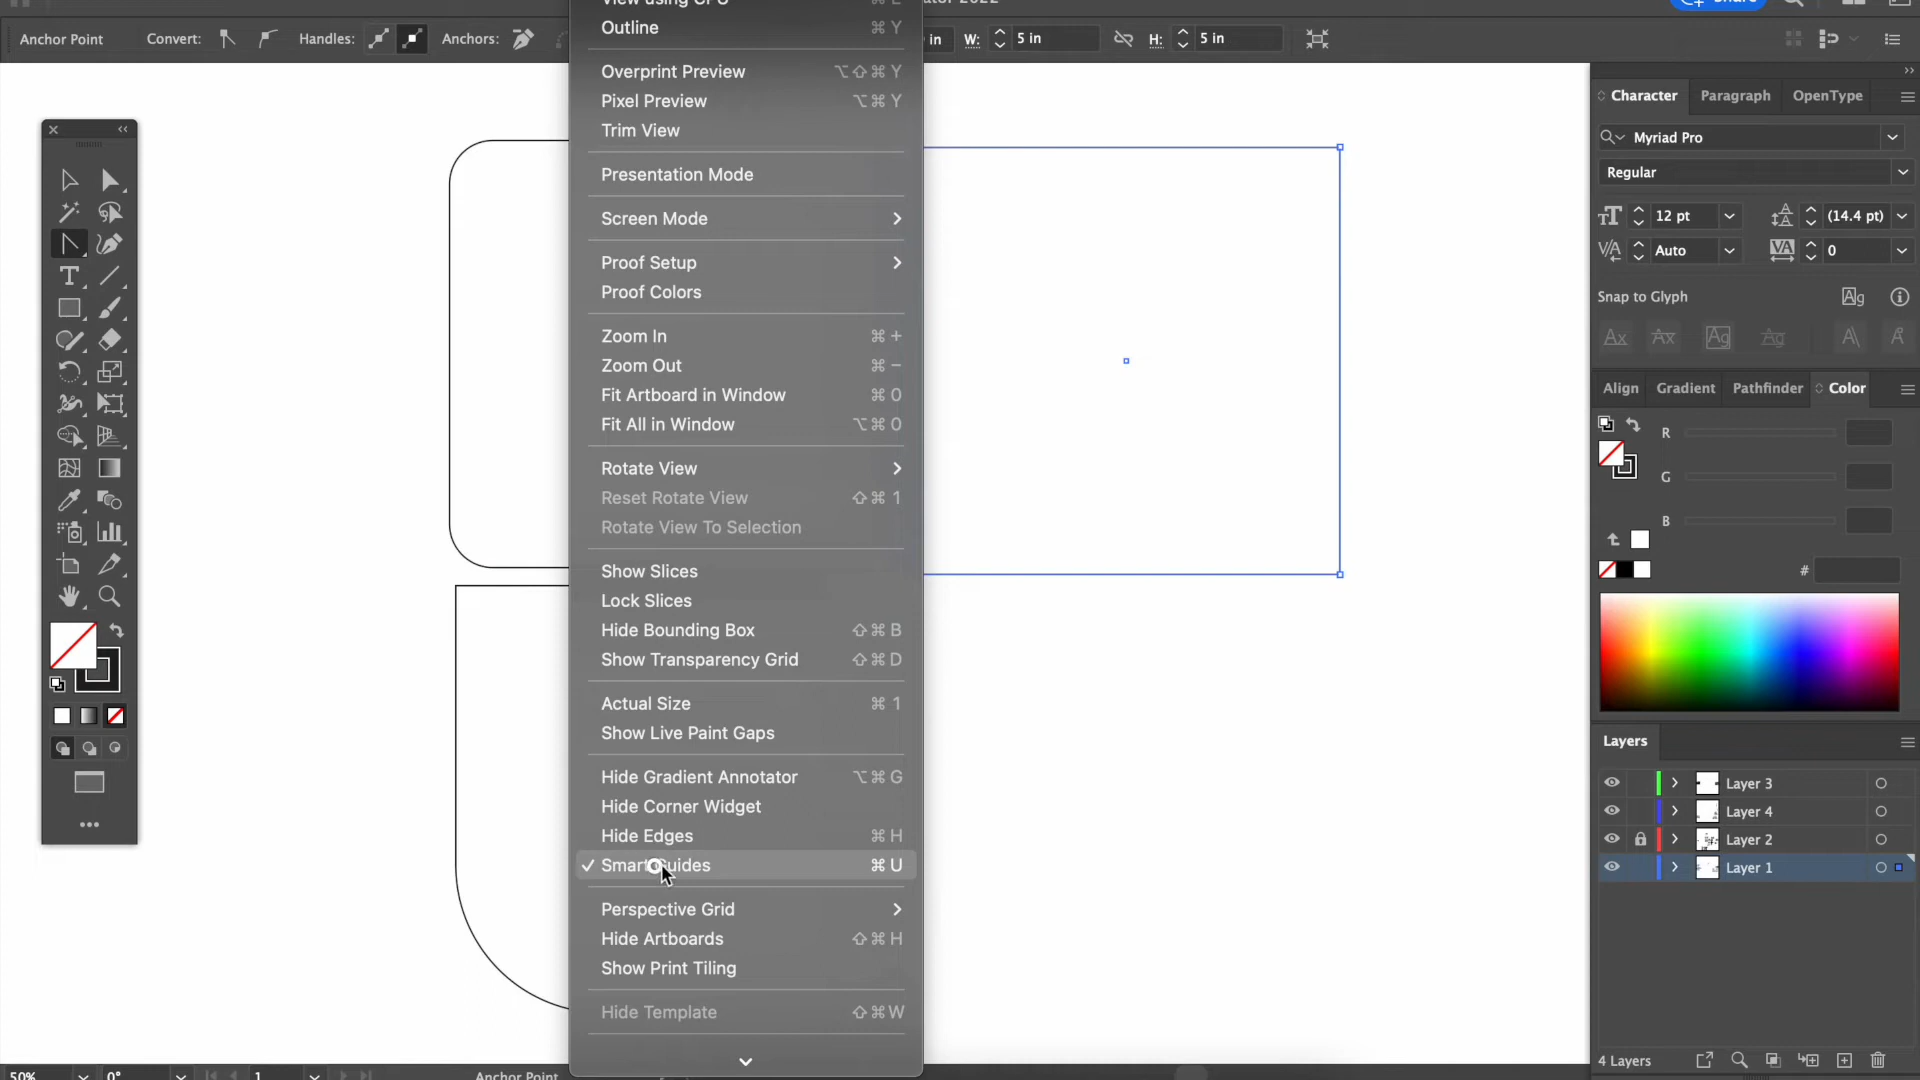 ator 2022
Share
Anchor Point Convert: Handles: Anchors: in W: 5 in H: 5 in
Outline ⌘ Y
Overprint Preview ⌥⇧⌘ Y
Pixel Preview ⌥⌘ Y
Trim View
Presentation Mode
Screen Mode
Proof Setup
Proof Colors
Zoom In ⌘ +
Zoom Out ⌘ −
Fit Artboard in Window ⌘ 0
Fit All in Window ⌥⌘ 0
Rotate View
Reset Rotate View ⇧⌘ 1
Rotate View To Selection
Show Slices
Lock Slices
Hide Bounding Box ⇧⌘ B
Show Transparency Grid ⇧⌘ D
Actual Size ⌘ 1
Show Live Paint Gaps
Hide Gradient Annotator ⌥⌘ G
Hide Corner Widget
Hide Edges ⌘ H
✓ Smart Guides ⌘ U
Perspective Grid
Hide Artboards ⇧⌘ H
Show Print Tiling
Hide Template ⇧⌘W
Character Paragraph OpenType
Myriad Pro
Regular
12 pt (14.4 pt)
Auto 0
Snap to Glyph
Align Gradient Pathfinder Color
R
G
B
#
Layers
Layer 3
Layer 4
Layer 2
Layer 1
4 Layers
50% 0° 1 Anchor Point